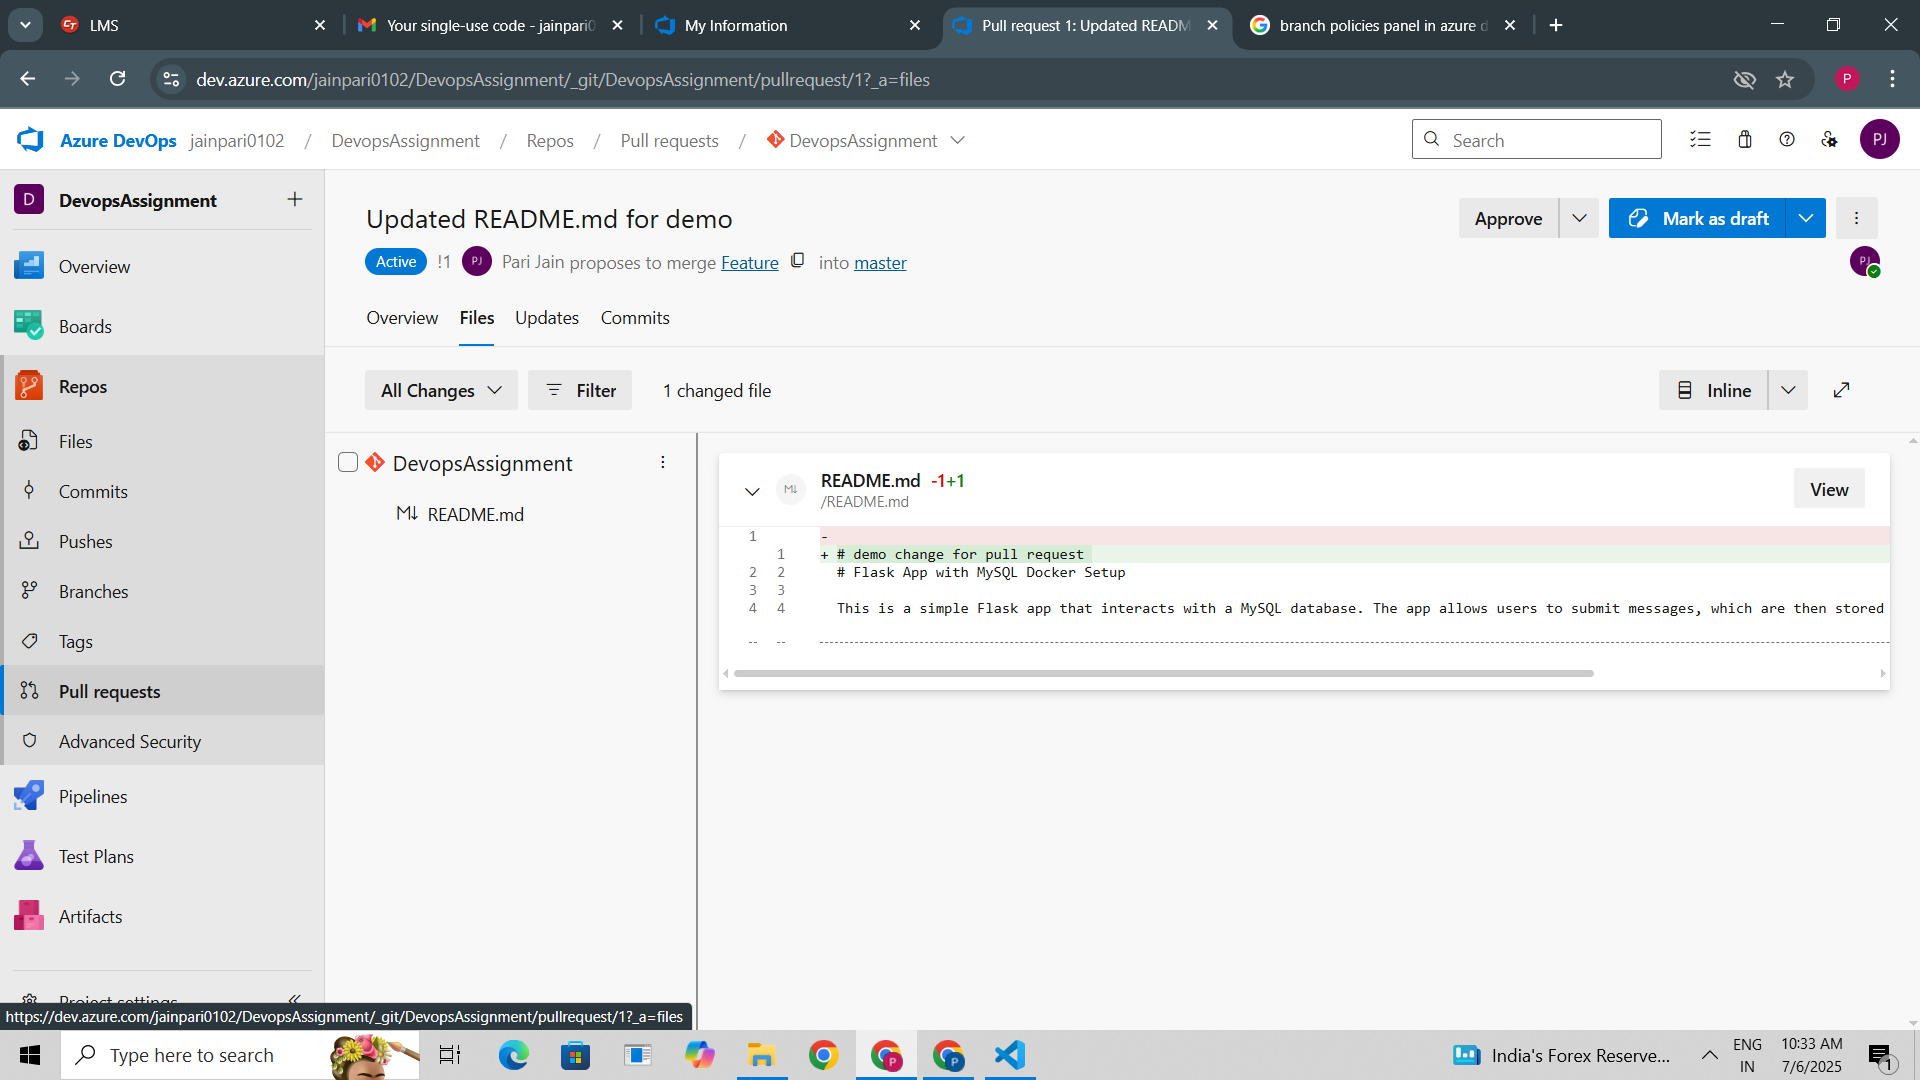 LMS
Your single-use code - jainpari0
My Information
Pull request 1: Updated READM
branch policies panel in azure d
dev.azure.com/jainpari0102/DevopsAssignment/_git/DevopsAssignment/pullrequest/1?_a=files
P
Azure DevOps jainpari0102 / DevopsAssignment / Repos / Pull requests / DevopsAssignment
Search
PJ
D DevopsAssignment +
Overview
Boards
Repos
Files
Commits
Pushes
Branches
Tags
Pull requests
Advanced Security
Pipelines
Test Plans
Artifacts
Project settings
Updated README.md for demo
Approve
Mark as draft
Active !1 PJ Pari Jain proposes to merge Feature into master
PJ
Overview Files Updates Commits
All Changes Filter 1 changed file
Inline
DevopsAssignment
M↓ README.md
M↓ README.md -1+1
/README.md
View
1 -
1 + # demo change for pull request
2 2 # Flask App with MySQL Docker Setup
3 3
4 4 This is a simple Flask app that interacts with a MySQL database. The app allows users to submit messages, which are then stored
-- --
https://dev.azure.com/jainpari0102/DevopsAssignment/_git/DevopsAssignment/pullrequest/1?_a=files
Type here to search
India's Forex Reserve...
ENG
IN
10:33 AM
7/6/2025
1